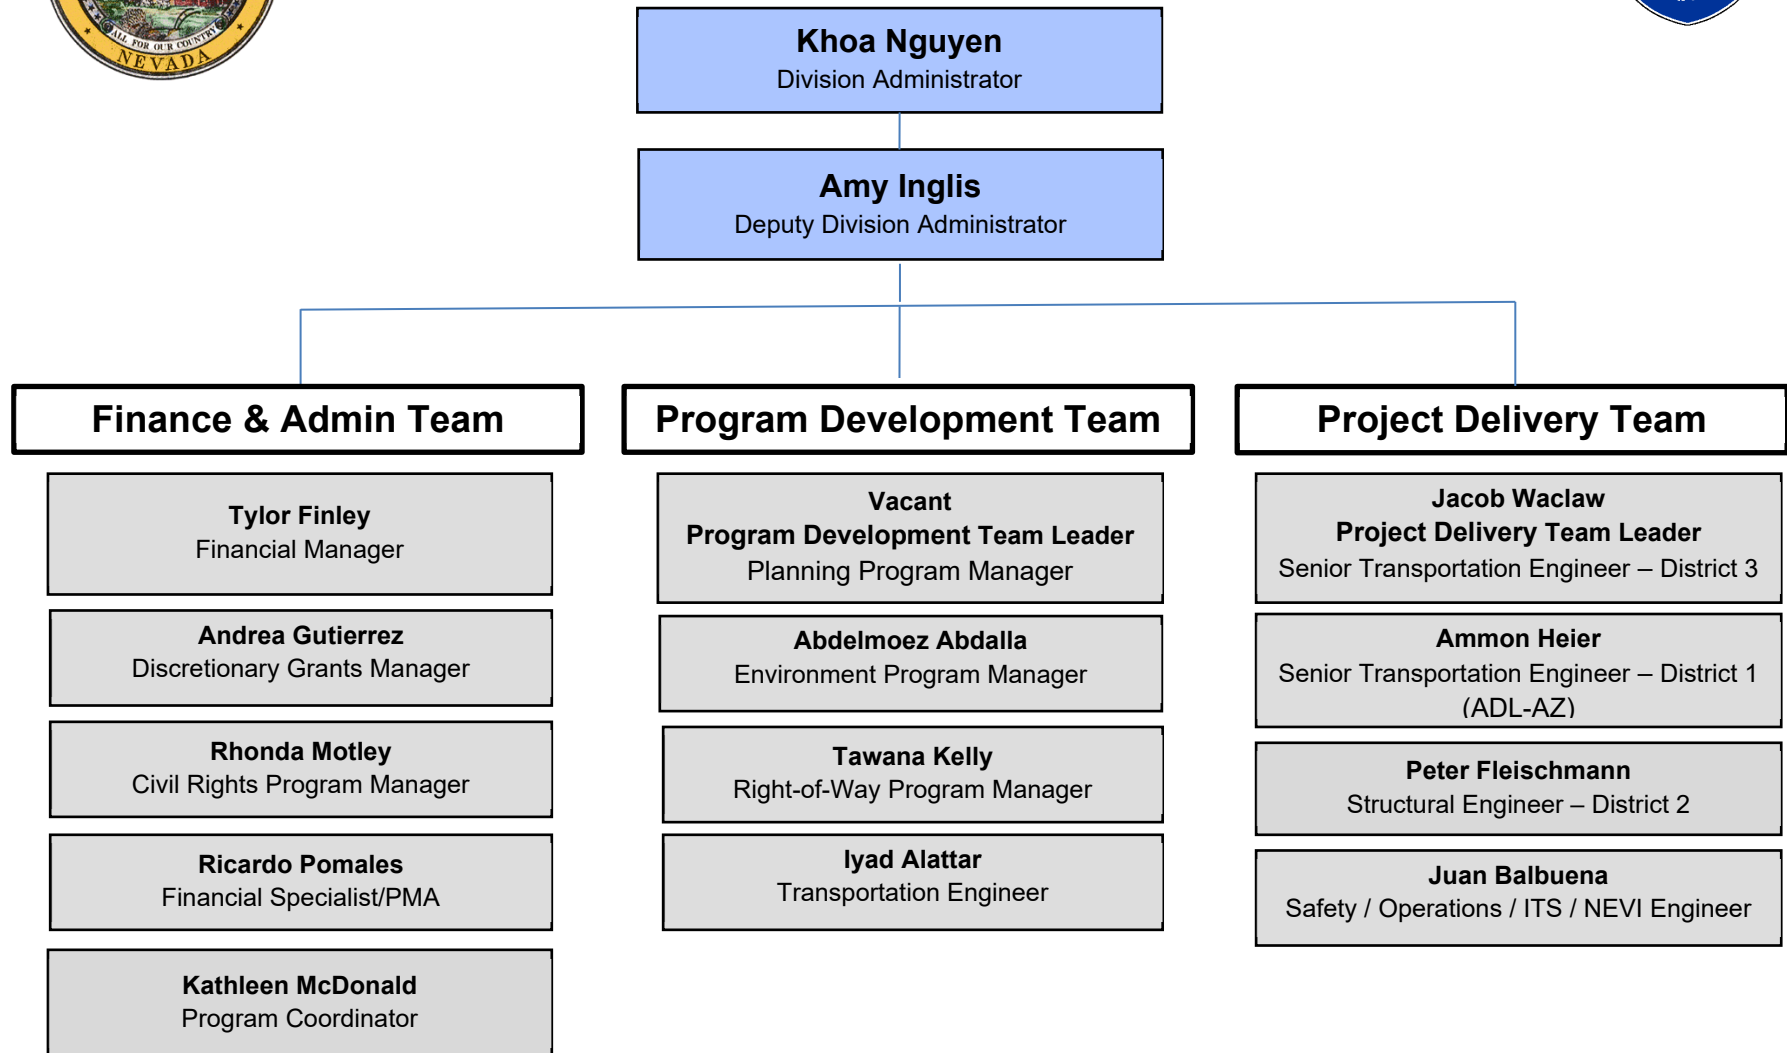 ALL FOR OUR COUNTRY
NEVADA
Khoa Nguyen
Division Administrator
Amy Inglis
Deputy Division Administrator
Finance & Admin Team
Tylor Finley
Financial Manager
Andrea Gutierrez
Discretionary Grants Manager
Rhonda Motley
Civil Rights Program Manager
Ricardo Pomales
Financial Specialist/PMA
Kathleen McDonald
Program Coordinator
Program Development Team
Vacant
Program Development Team Leader
Planning Program Manager
Abdelmoez Abdalla
Environment Program Manager
Tawana Kelly
Right-of-Way Program Manager
Iyad Alattar
Transportation Engineer
Project Delivery Team
Jacob Waclaw
Project Delivery Team Leader
Senior Transportation Engineer – District 3
Ammon Heier
Senior Transportation Engineer – District 1
(ADL-AZ)
Peter Fleischmann
Structural Engineer – District 2
Juan Balbuena
Safety / Operations / ITS / NEVI Engineer